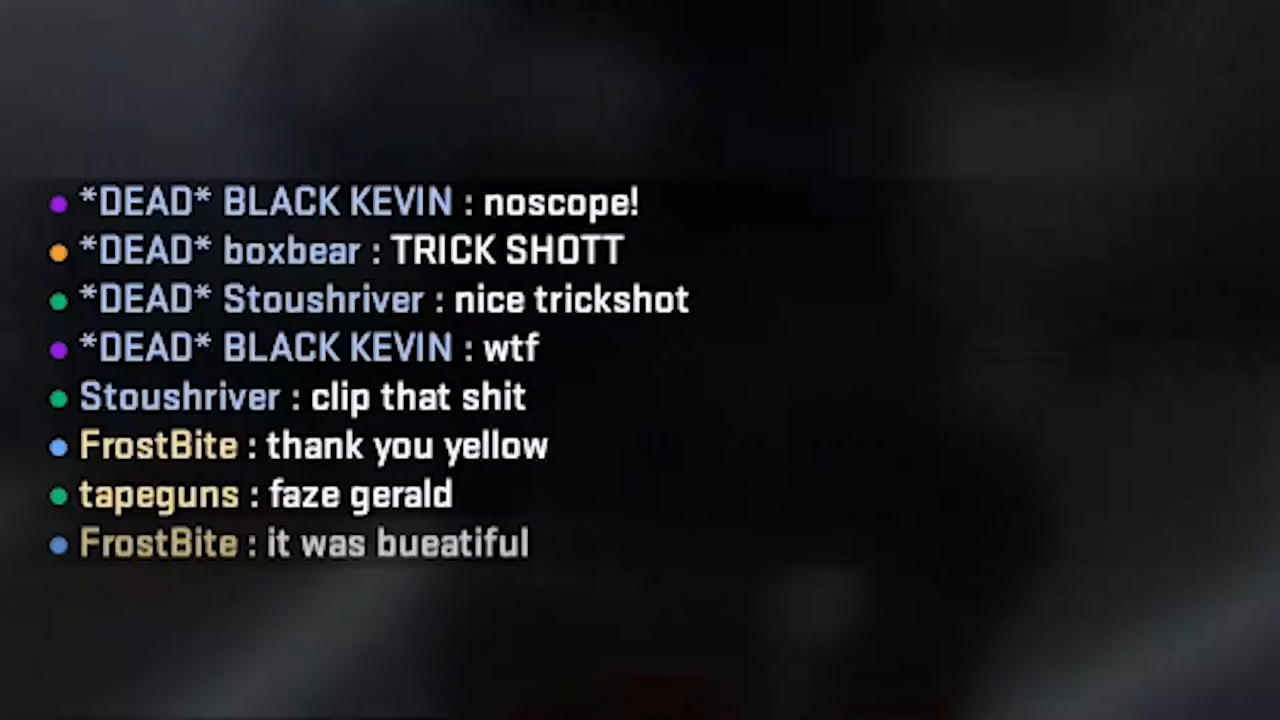 *DEAD* BLACK KEVIN : noscope!
*DEAD* boxbear : TRICK SHOTT
*DEAD* Stoushriver : nice trickshot
*DEAD* BLACK KEVIN : wtf
Stoushriver : clip that shit
FrostBite : thank you yellow
tapeguns : faze gerald
FrostBite : it was bueatiful